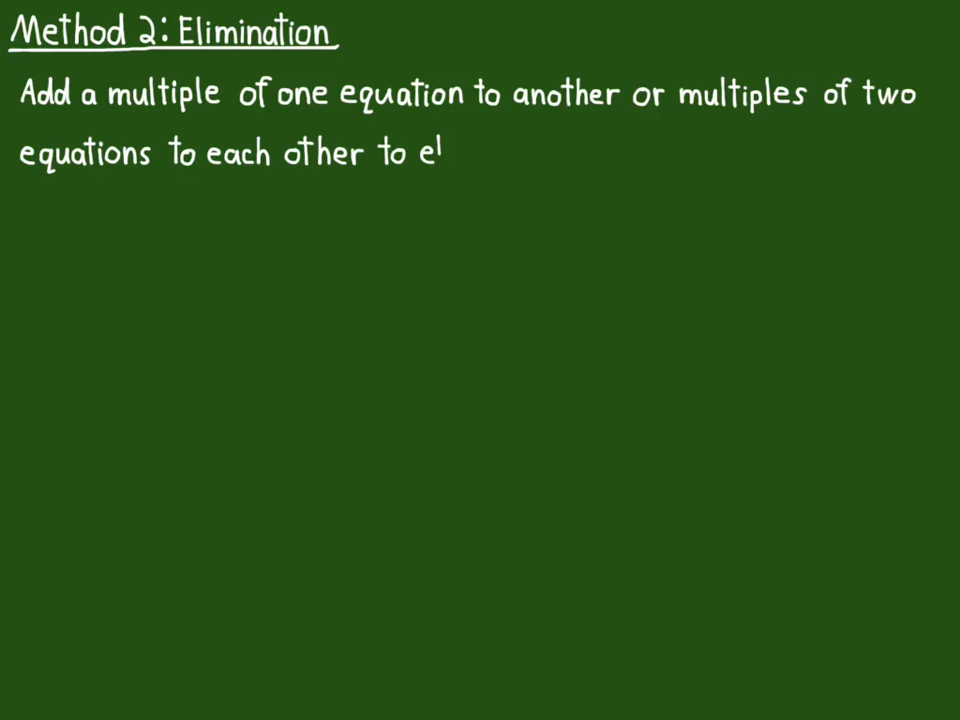 Method 2: Elimination
Add a multiple of one equation to another or multiples of two
equations to each other to el